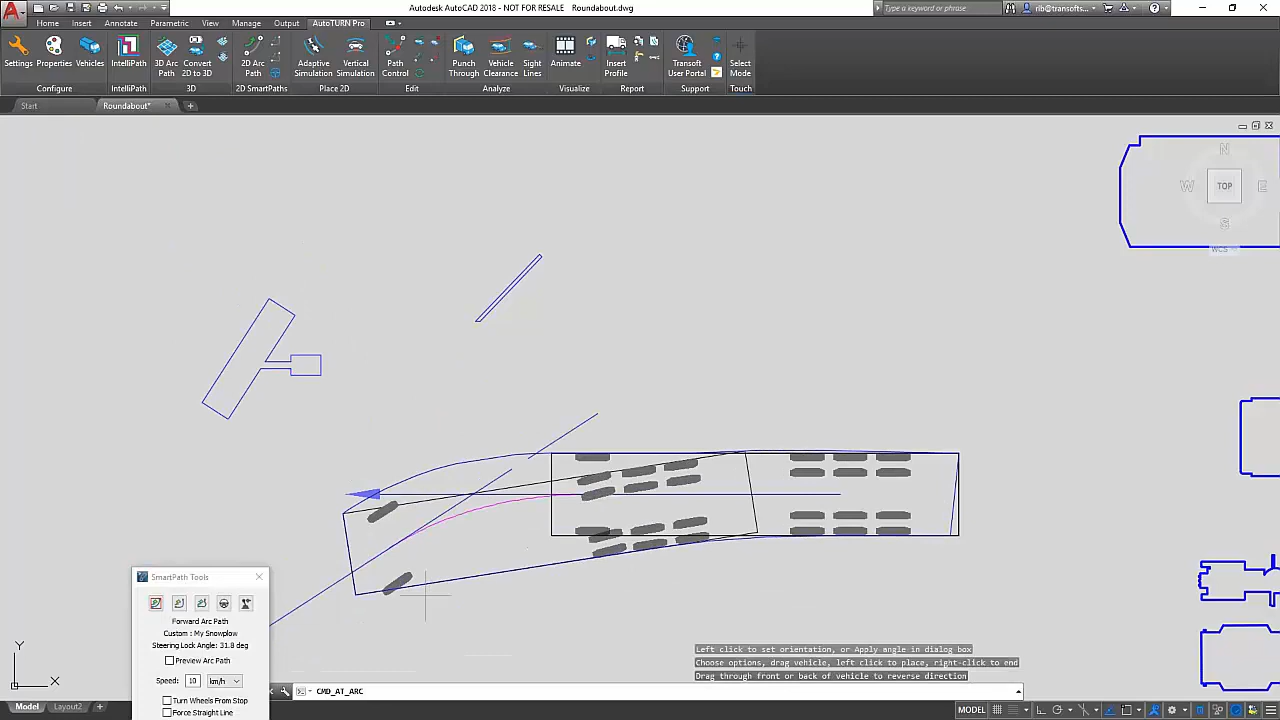 Autodesk AutoCAD 2018 - NOT FOR RESALE Roundabout.dwg
Type a keyword or phrase
rib@transofts...
Home Insert Annotate Parametric View Manage Output AutoTURN Pro
Settings Properties Vehicles IntelliPath 3D Arc Path Convert 2D to 3D 2D Arc Path Adaptive Simulation Vertical Simulation Path Control Punch Through Vehicle Clearance Sight Lines Animate Insert Profile Transoft User Portal Select Mode
Configure IntelliPath 3D 2D SmartPaths Place 2D Edit Analyze Visualize Report Support Touch
Start Roundabout*
N
W TOP E
S
WCS
SmartPath Tools
Forward Arc Path
Custom : My Snowplow
Steering Lock Angle: 31.8 deg
Preview Arc Path
Speed: 10 km/h
Turn Wheels From Stop
Force Straight Line
Left click to set orientation, or Apply angle in dialog box
Choose options, drag vehicle, left click to place, right-click to end
Drag through front or back of vehicle to reverse direction
CMD_AT_ARC
Y
X
Model Layout2
MODEL